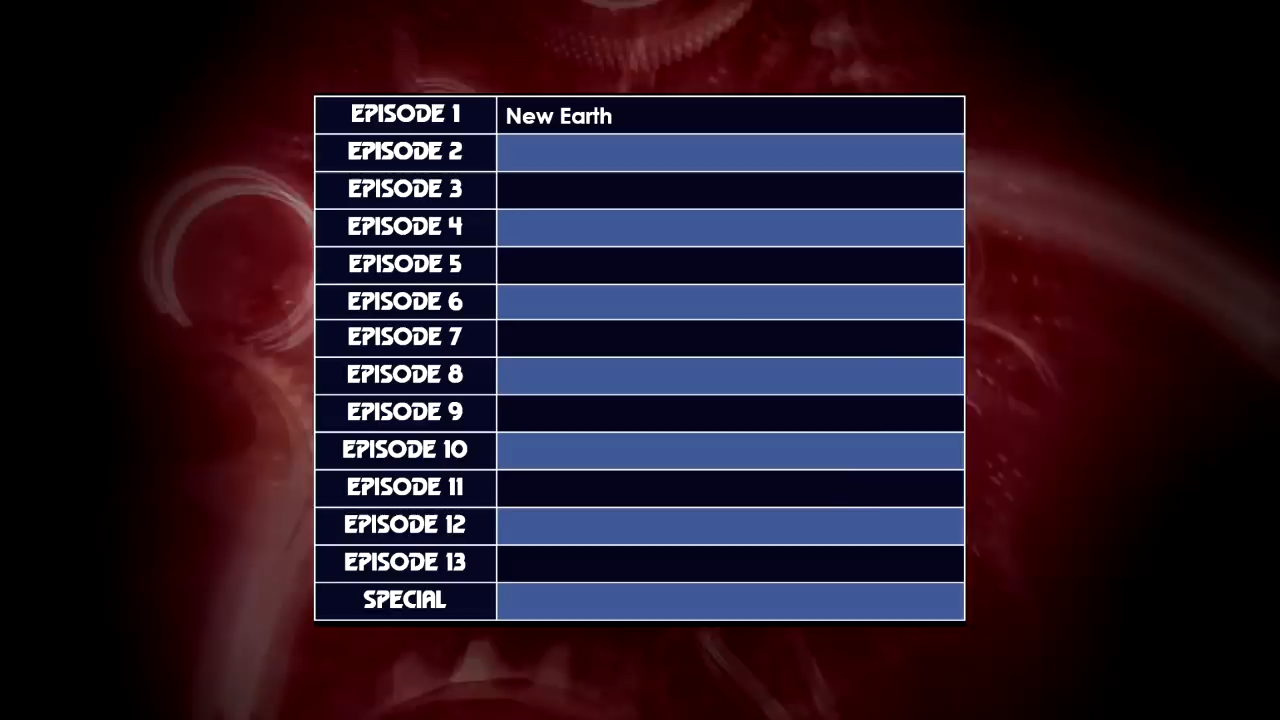 EPISODE 1 New Earth
EPISODE 2
EPISODE 3
EPISODE 4
EPISODE 5
EPISODE 6
EPISODE 7
EPISODE 8
EPISODE 9
EPISODE 10
EPISODE 11
EPISODE 12
EPISODE 13
SPECIAL